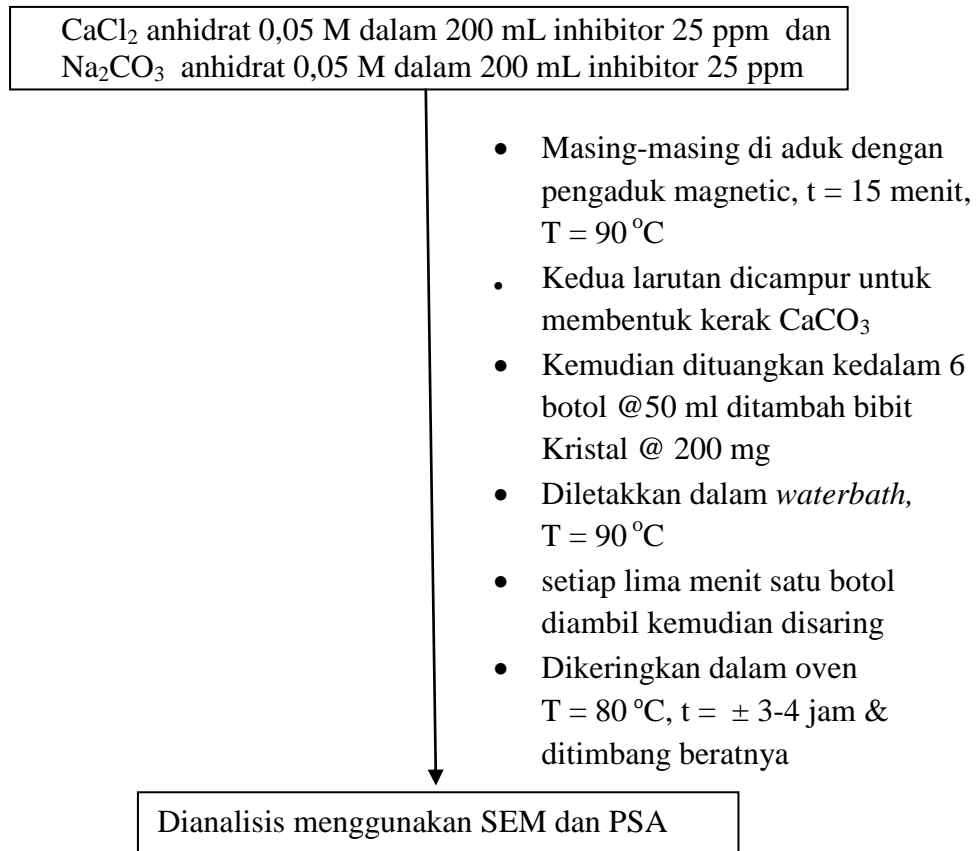 CaCl₂ anhidrat 0,05 M dalam 200 mL inhibitor 25 ppm dan
Na₂CO₃ anhidrat 0,05 M dalam 200 mL inhibitor 25 ppm
• Masing-masing di aduk dengan
pengaduk magnetic, t = 15 menit,
T = 90 °C
• Kedua larutan dicampur untuk
membentuk kerak CaCO₃
• Kemudian dituangkan kedalam 6
botol @50 ml ditambah bibit
Kristal @ 200 mg
• Diletakkan dalam waterbath,
T = 90 °C
• setiap lima menit satu botol
diambil kemudian disaring
• Dikeringkan dalam oven
T = 80 °C, t = ± 3-4 jam &
ditimbang beratnya
Dianalisis menggunakan SEM dan PSA